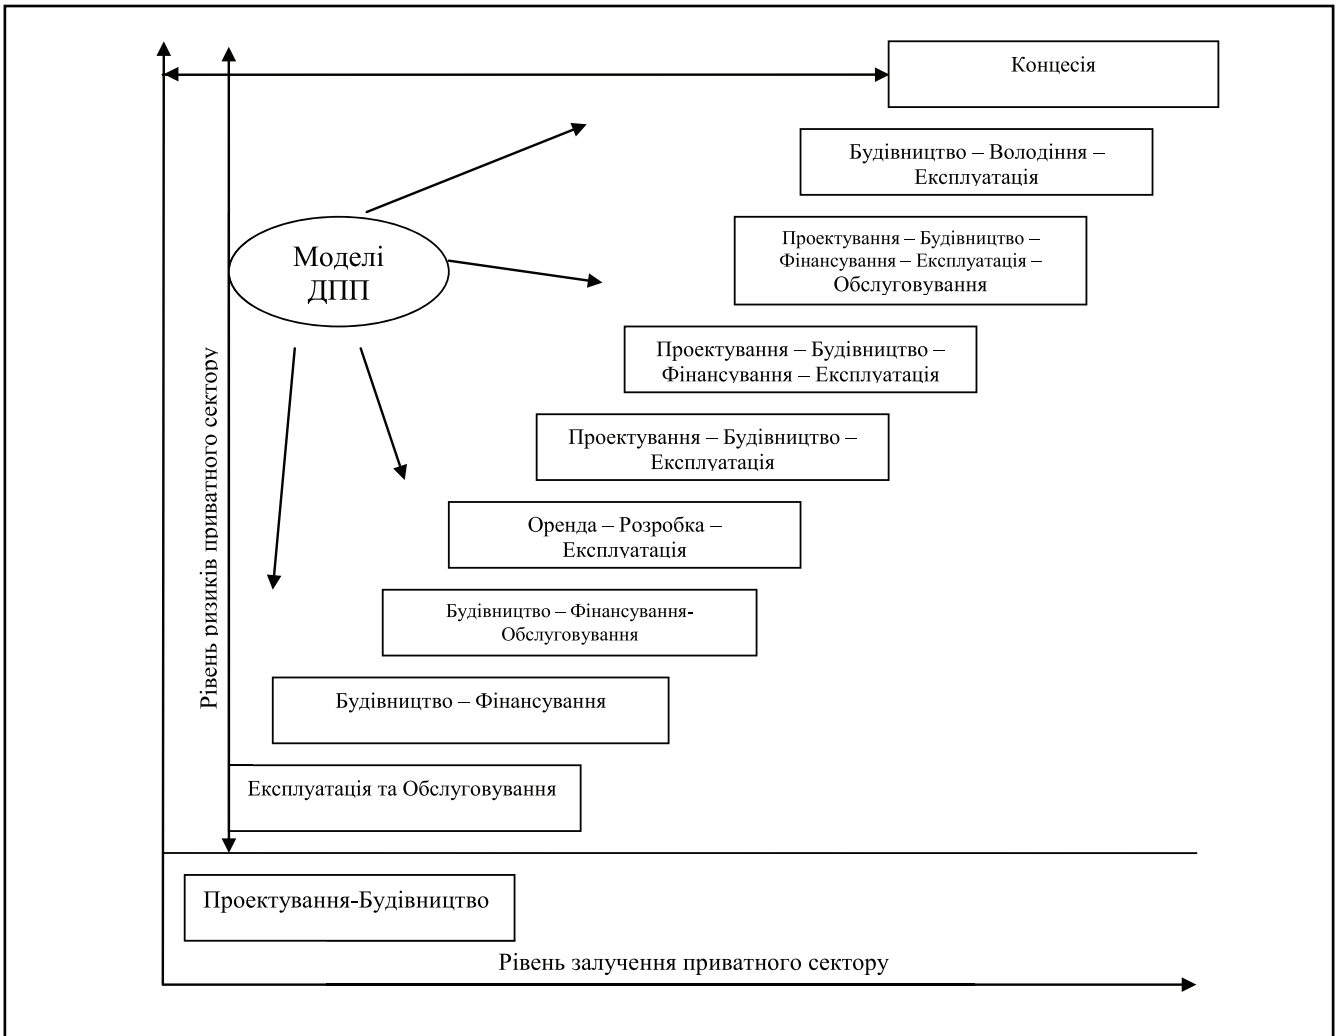 Концесія
Будівництво – Володіння –
Експлуатація
Проектування – Будівництво –
Фінансування – Експлуатація –
Обслуговування
Моделі
ДПП
Проектування – Будівництво –
Фінансування – Експлуатація
Рівень ризиків приватного сектору
Проектування – Будівництво –
Експлуатація
Оренда – Розробка –
Експлуатація
Будівництво – Фінансування-
Обслуговування
Будівництво – Фінансування
Експлуатація та Обслуговування
Проектування-Будівництво
Рівень залучення приватного сектору